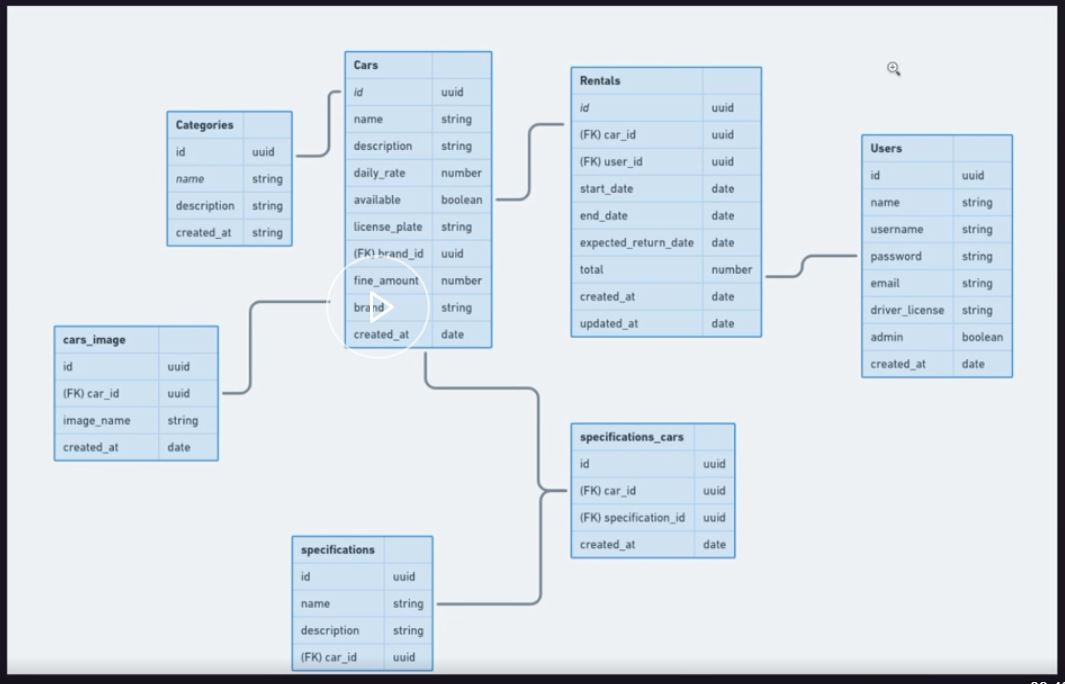 Cars
id uuid
name string
description string
daily_rate number
available boolean
license_plate string
(FK) brand_id uuid
fine_amount number
brand string
created_at date
Rentals
id uuid
(FK) car_id uuid
(FK) user_id uuid
start_date date
end_date date
expected_return_date date
total number
created_at date
updated_at date
Categories
id uuid
name string
description string
created_at string
Users
id uuid
name string
username string
password string
email string
driver_license string
admin boolean
created_at date
cars_image
id uuid
(FK) car_id uuid
image_name string
created_at date
specifications_cars
id uuid
(FK) car_id uuid
(FK) specification_id uuid
created_at date
specifications
id uuid
name string
description string
(FK) car_id uuid